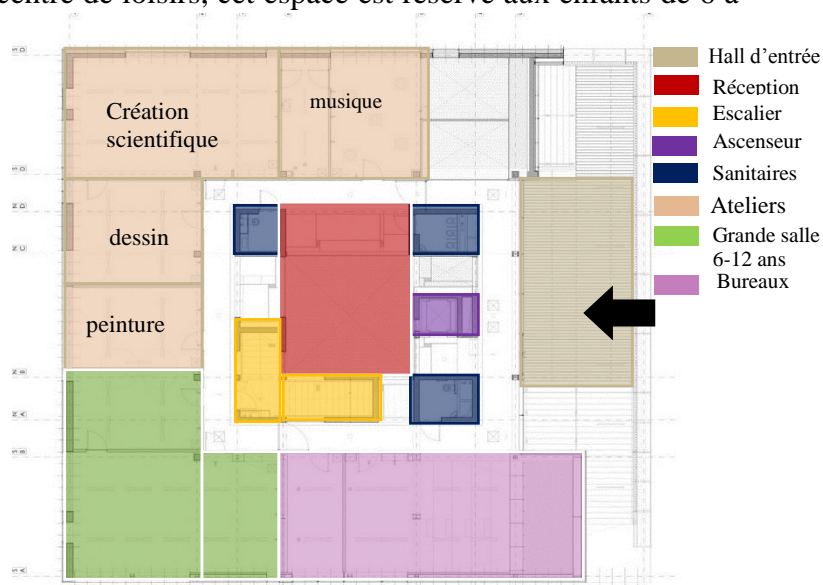 centre de loisirs, cet espace est réservé aux enfants de 6 à
Hall d'entrée
Réception
Escalier
Ascenseur
Sanitaires
Ateliers
Grande salle
6-12 ans
Bureaux
Création
scientifique
musique
dessin
peinture